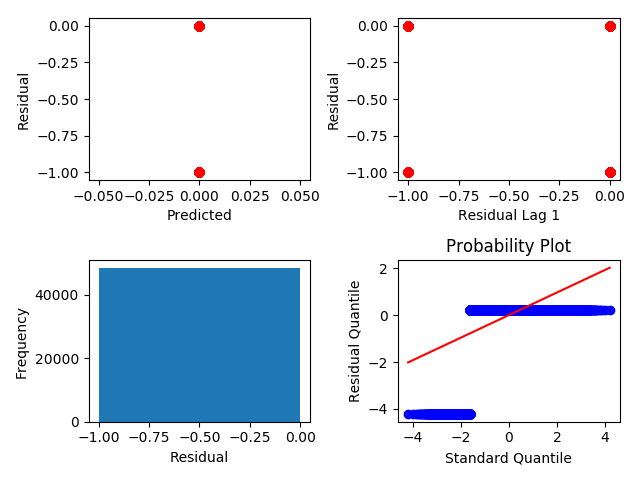 0.00
−0.25
−0.50
−0.75
−1.00
Residual
−0.050 −0.025 0.000 0.025 0.050
Predicted
0.00
−0.25
−0.50
−0.75
−1.00
Residual
−1.00 −0.75 −0.50 −0.25 0.00
Residual Lag 1
40000
20000
0
Frequency
−1.00 −0.75 −0.50 −0.25 0.00
Residual
Probability Plot
2
0
−2
−4
Residual Quantile
−4 −2 0 2 4
Standard Quantile